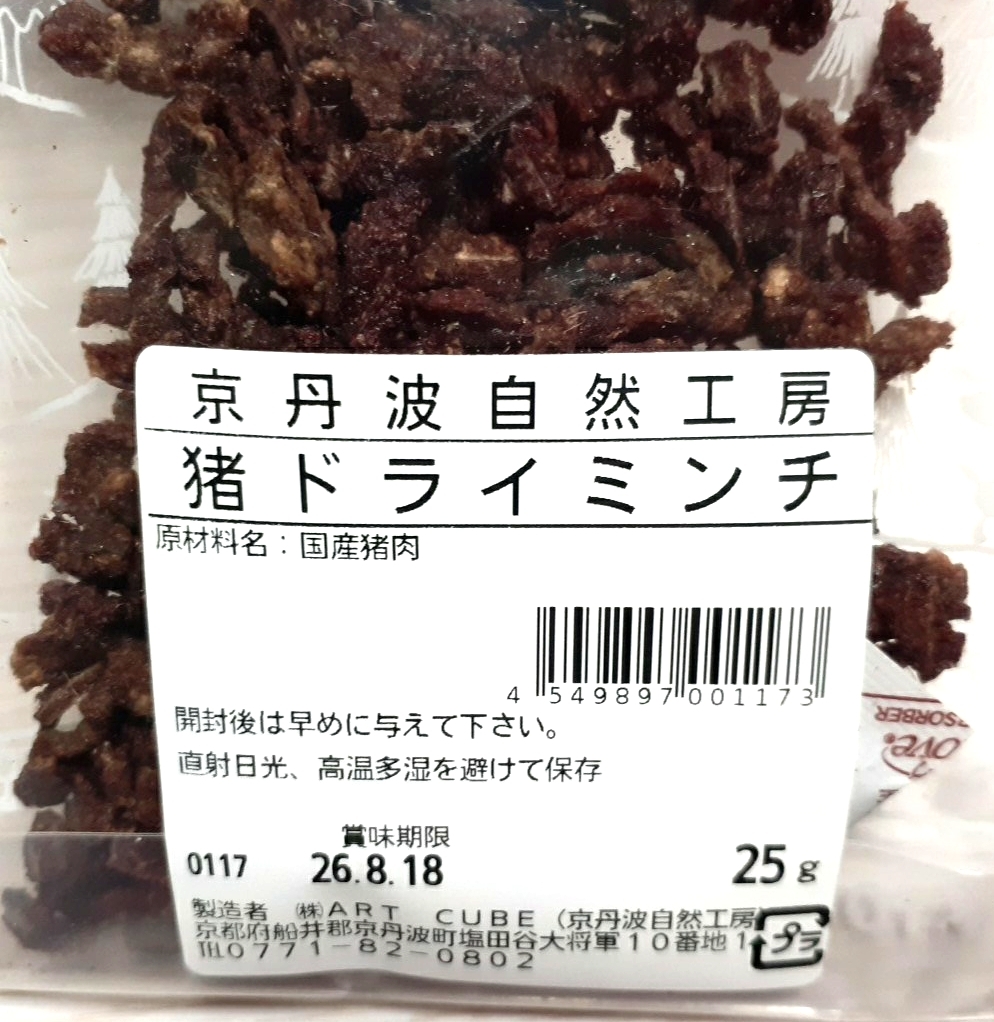 京丹波自然工房
猪ドライミンチ
原材料名：国産猪肉
4 549897 001173
開封後は早めに与えて下さい。
直射日光、高温多湿を避けて保存
賞味期限
0117 26.8.18 25g
製造者 ㈱ART CUBE（京丹波自然工房
京都府船井郡京丹波町塩田谷大将軍10番地1
℡0771-82-0802
プラ
SORBER
ove®